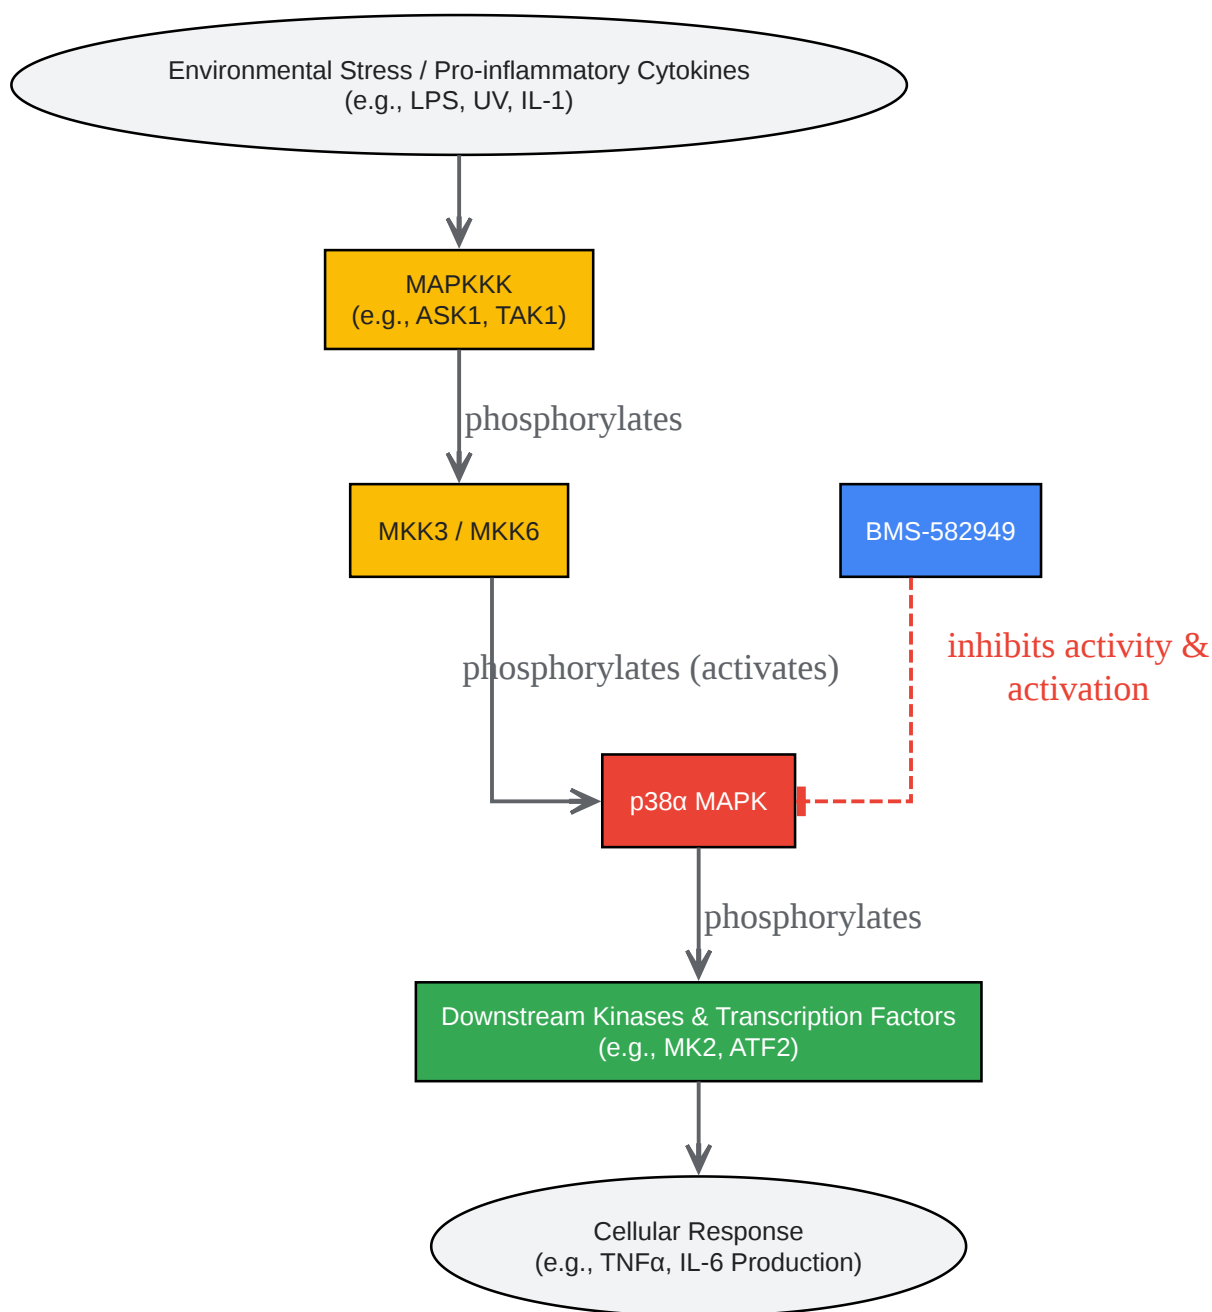 Environmental Stress / Pro-inflammatory Cytokines
(e.g., LPS, UV, IL-1)
MAPKKK
(e.g., ASK1, TAK1)
phosphorylates
MKK3 / MKK6
BMS-582949
phosphorylates (activates)
inhibits activity &
activation
p38α MAPK
phosphorylates
Downstream Kinases & Transcription Factors
(e.g., MK2, ATF2)
Cellular Response
(e.g., TNFα, IL-6 Production)